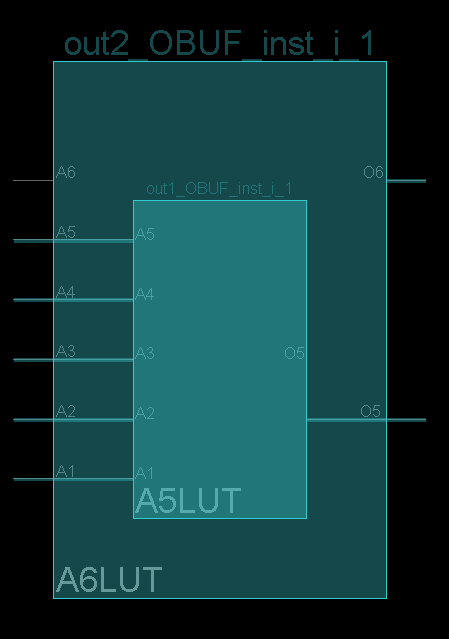 out2_OBUF_inst_i_1
A6
O6
out1_OBUF_inst_i_1
A5
A5
A4
A4
A3
A3
O5
A2
A2
O5
A1
A1
A5LUT
A6LUT